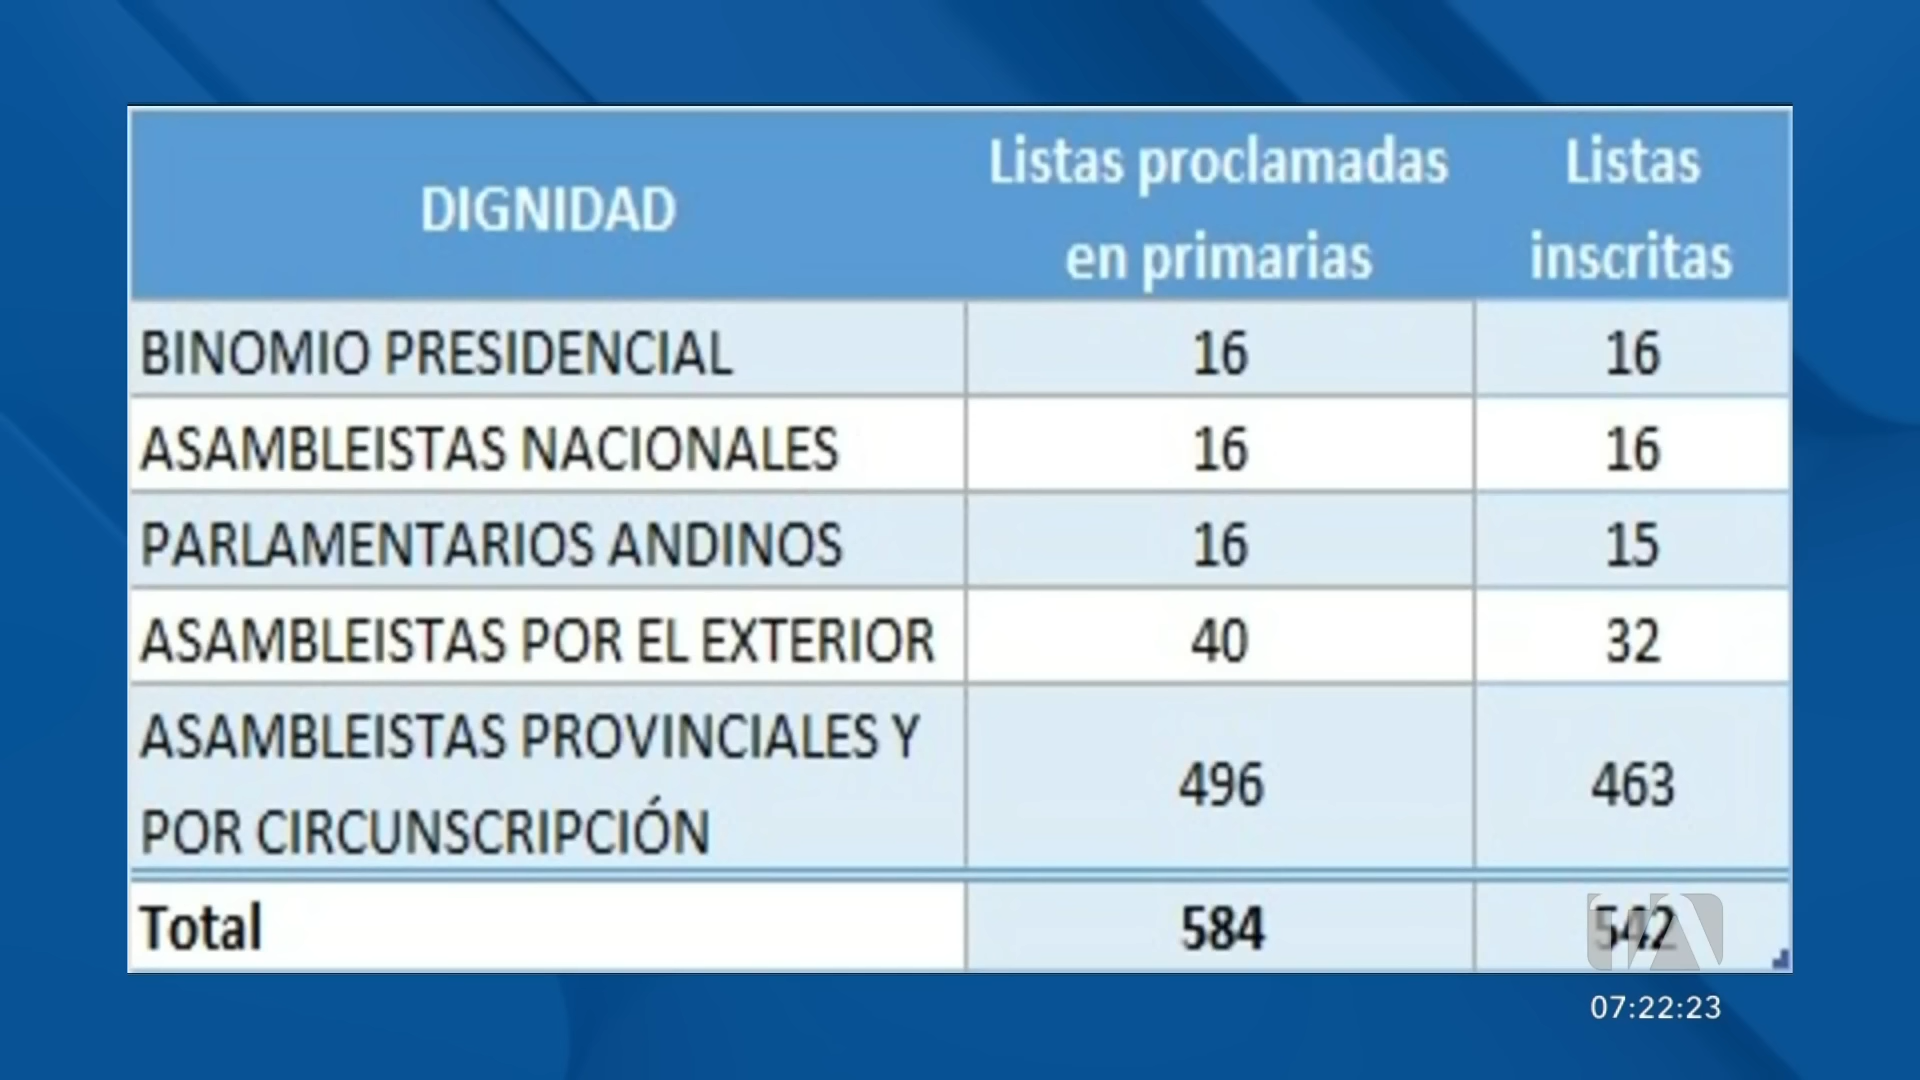 DIGNIDAD
Listas proclamadas
en primarias
Listas
inscritas
BINOMIO PRESIDENCIAL 16 16
ASAMBLEISTAS NACIONALES 16 16
PARLAMENTARIOS ANDINOS 16 15
ASAMBLEISTAS POR EL EXTERIOR 40 32
ASAMBLEISTAS PROVINCIALES Y
POR CIRCUNSCRIPCIÓN
496 463
Total 584 542
TA
07:22:23